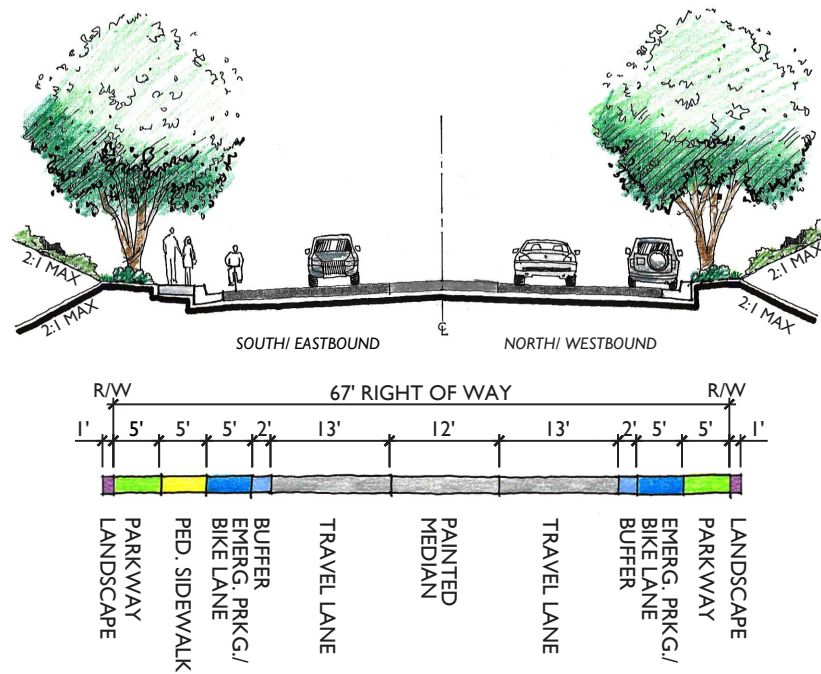 2:1 MAX
2:1 MAX
2:1 MAX
2:1 MAX
SOUTH/ EASTBOUND
℄
NORTH/ WESTBOUND
R/W
67' RIGHT OF WAY
R/W
1'
5'
5'
5'
2'
13'
12'
13'
2'
5'
5'
1'
LANDSCAPE
PARKWAY
PED. SIDEWALK
EMERG. PRKG./
BIKE LANE
BUFFER
TRAVEL LANE
PAINTED
MEDIAN
TRAVEL LANE
BUFFER
EMERG. PRKG./
BIKE LANE
PARKWAY
LANDSCAPE